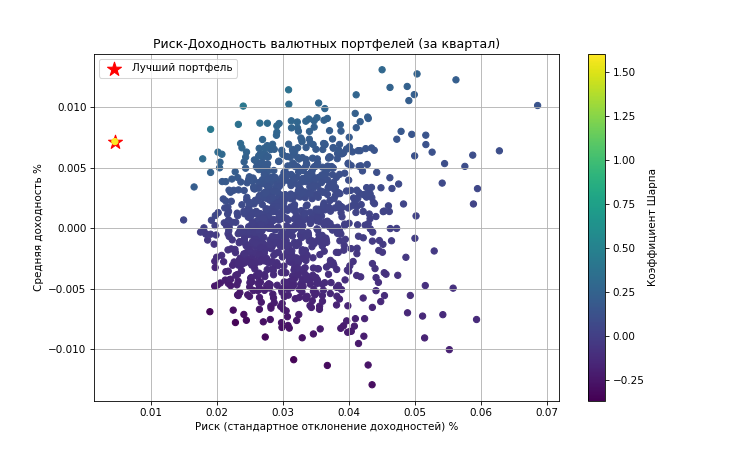 Риск-Доходность валютных портфелей (за квартал)
Лучший портфель
Средняя доходность %
0.010
0.005
0.000
−0.005
−0.010
0.01 0.02 0.03 0.04 0.05 0.06 0.07
Риск (стандартное отклонение доходностей) %
1.50
1.25
1.00
0.75
0.50
0.25
0.00
−0.25
Коэффициент Шарпа